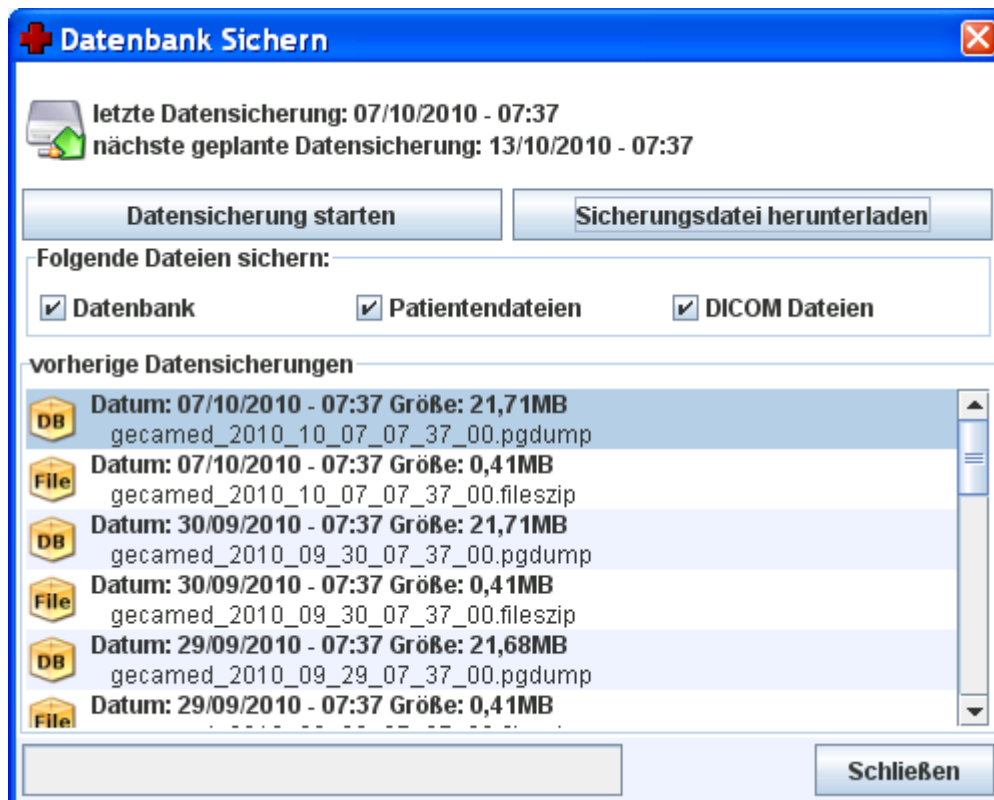 Datenbank Sichern
letzte Datensicherung: 07/10/2010 - 07:37
nächste geplante Datensicherung: 13/10/2010 - 07:37
Datensicherung starten
Sicherungsdatei herunterladen
Folgende Dateien sichern:
Datenbank
Patientendateien
DICOM Dateien
vorherige Datensicherungen
DB
Datum: 07/10/2010 - 07:37 Größe: 21,71MB
gecamed_2010_10_07_07_37_00.pgdump
File
Datum: 07/10/2010 - 07:37 Größe: 0,41MB
gecamed_2010_10_07_07_37_00.fileszip
DB
Datum: 30/09/2010 - 07:37 Größe: 21,71MB
gecamed_2010_09_30_07_37_00.pgdump
File
Datum: 30/09/2010 - 07:37 Größe: 0,41MB
gecamed_2010_09_30_07_37_00.fileszip
DB
Datum: 29/09/2010 - 07:37 Größe: 21,68MB
gecamed_2010_09_29_07_37_00.pgdump
File
Datum: 29/09/2010 - 07:37 Größe: 0,41MB
Schließen